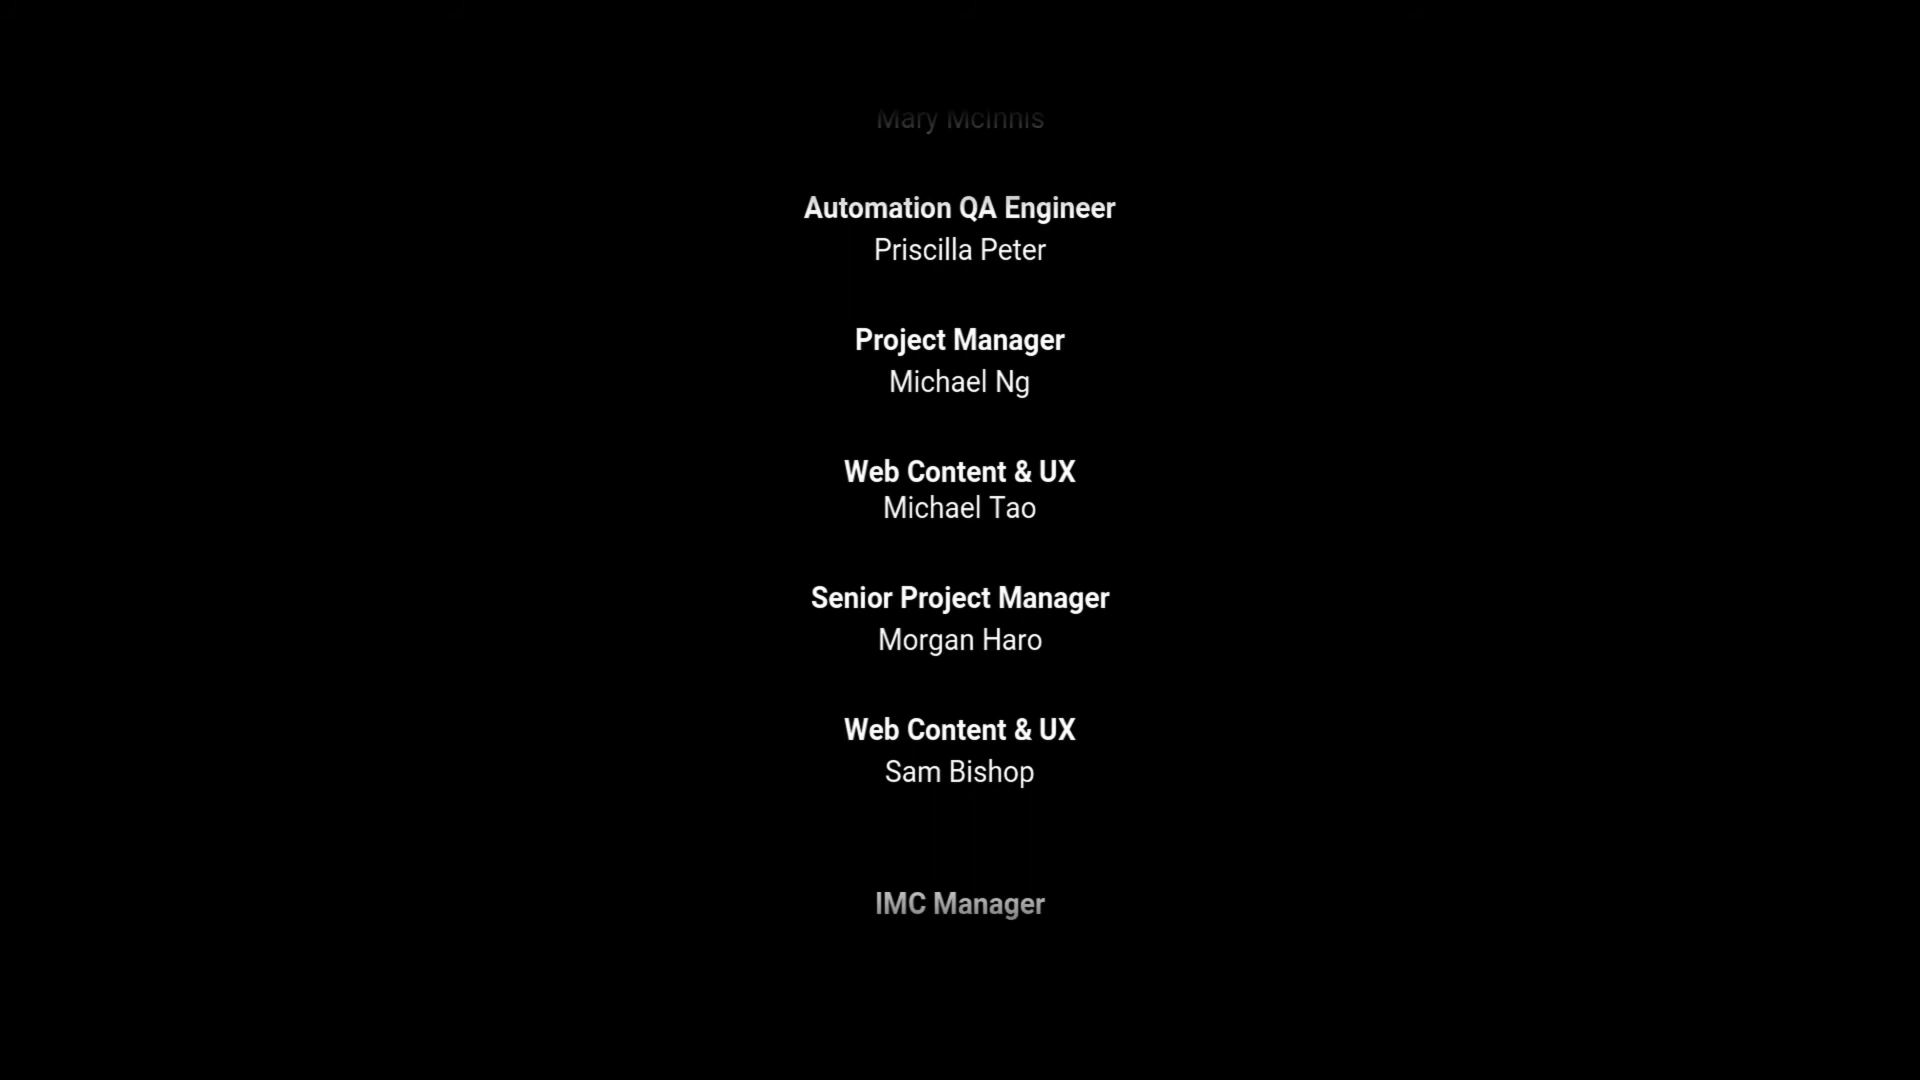 Mary McInnis
Automation QA Engineer
Priscilla Peter
Project Manager
Michael Ng
Web Content & UX
Michael Tao
Senior Project Manager
Morgan Haro
Web Content & UX
Sam Bishop
IMC Manager